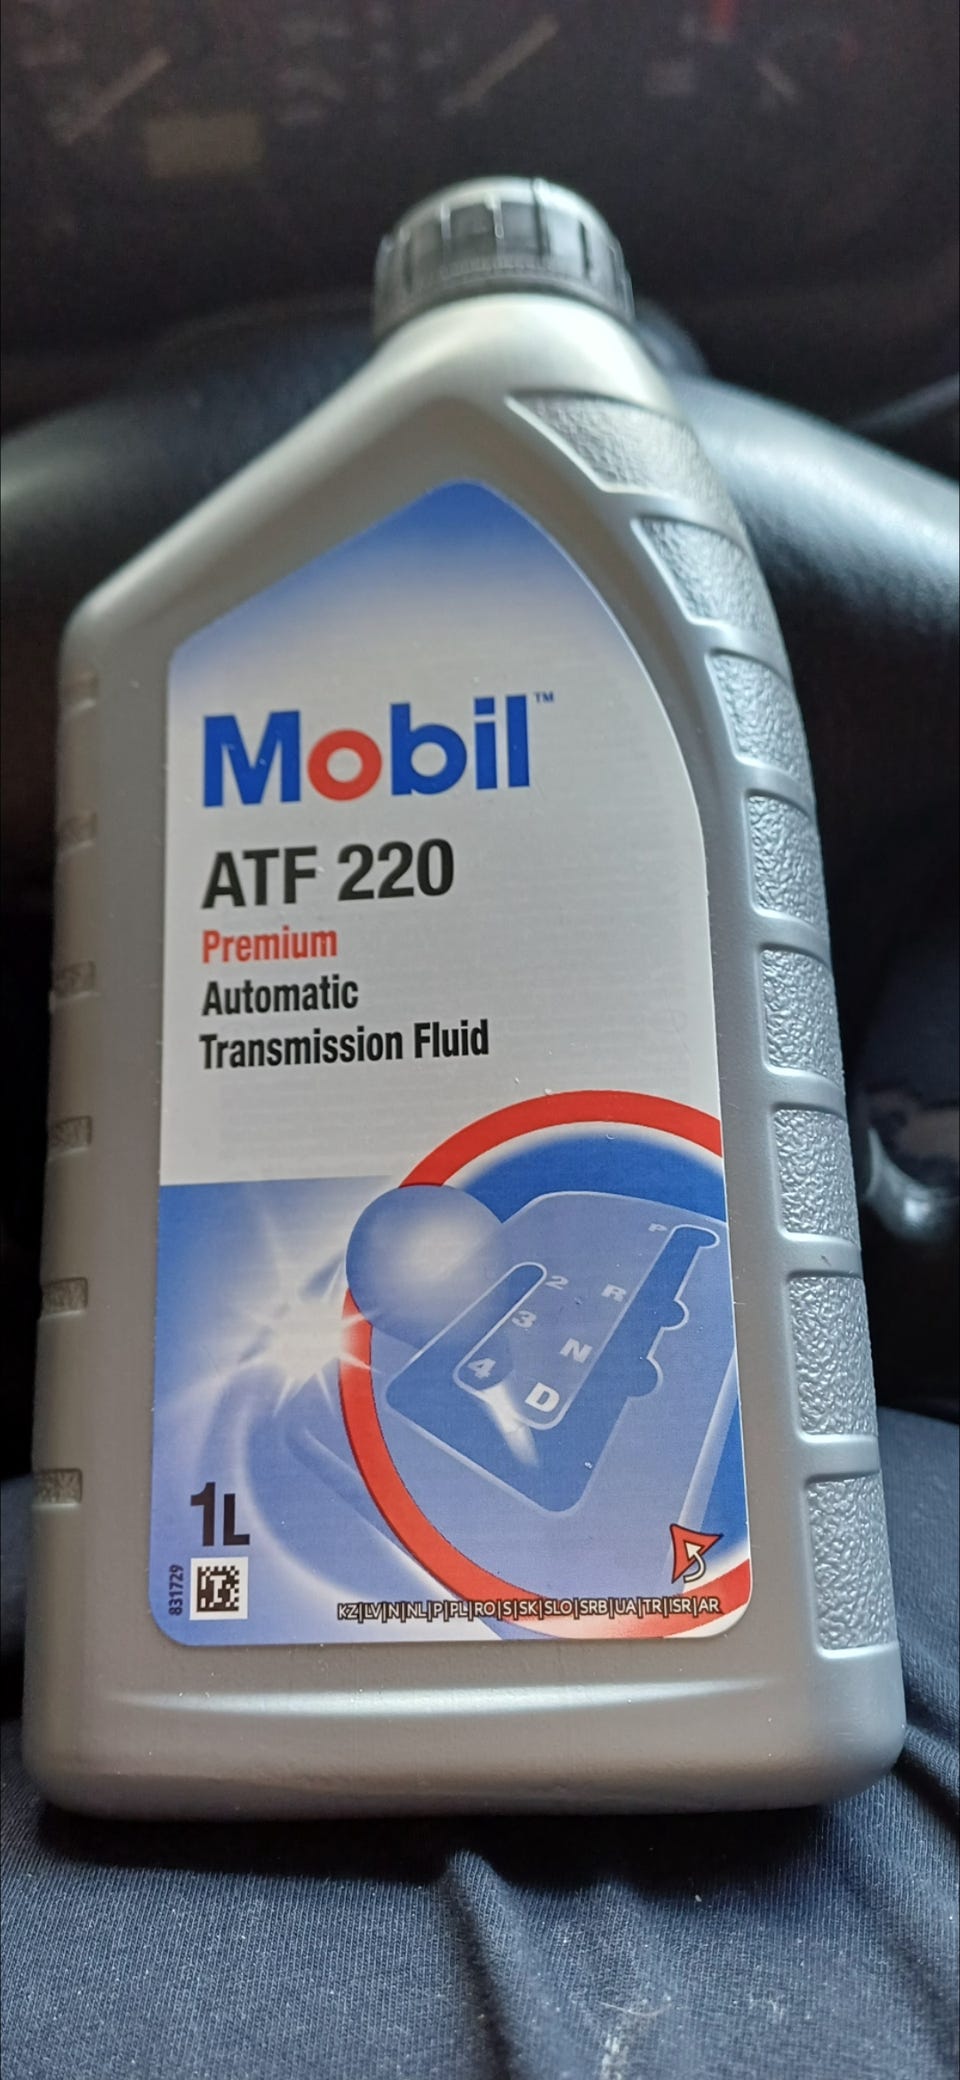 Mobil™
ATF 220
Premium
Automatic
Transmission Fluid
P
2 R
3 N
4 D
1L
831729
KZ|LV|N|NL|P|PL|RO|S|SK|SLO|SRB|UA|TR|ISR|AR